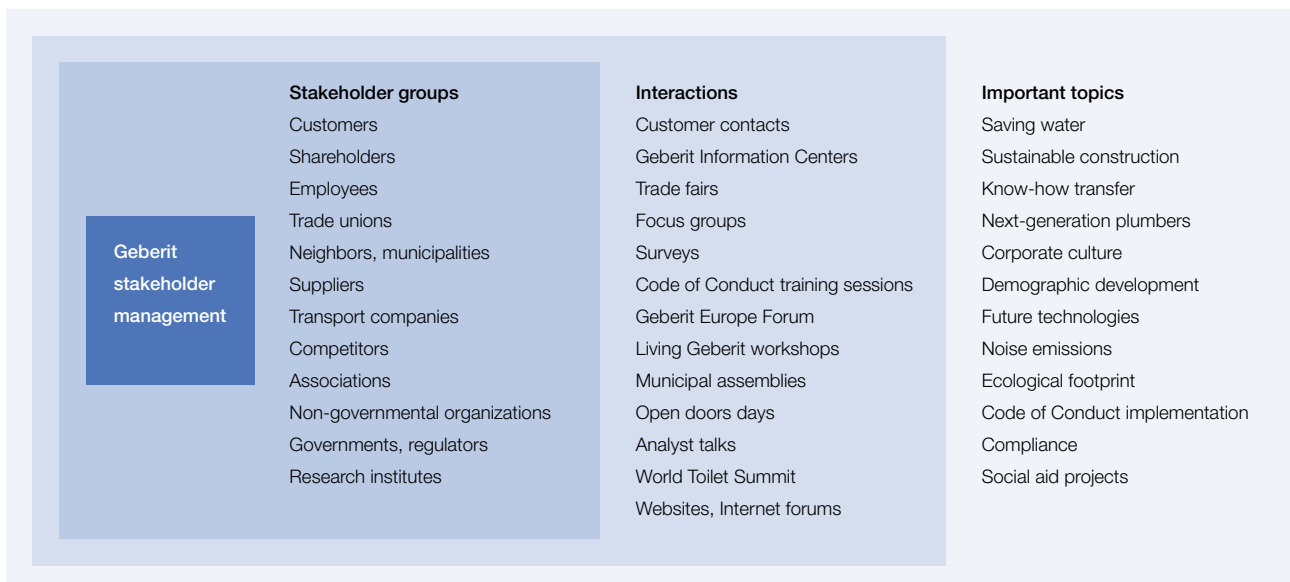 Geberit
stakeholder
management
Stakeholder groups
Customers
Shareholders
Employees
Trade unions
Neighbors, municipalities
Suppliers
Transport companies
Competitors
Associations
Non-governmental organizations
Governments, regulators
Research institutes
Interactions
Customer contacts
Geberit Information Centers
Trade fairs
Focus groups
Surveys
Code of Conduct training sessions
Geberit Europe Forum
Living Geberit workshops
Municipal assemblies
Open doors days
Analyst talks
World Toilet Summit
Websites, Internet forums
Important topics
Saving water
Sustainable construction
Know-how transfer
Next-generation plumbers
Corporate culture
Demographic development
Future technologies
Noise emissions
Ecological footprint
Code of Conduct implementation
Compliance
Social aid projects